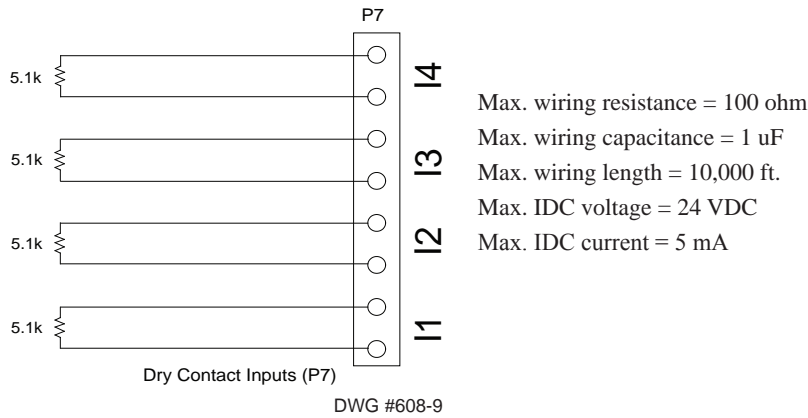 P7
5.1k
I4
5.1k
I3
5.1k
I2
5.1k
I1
Max. wiring resistance = 100 ohm
Max. wiring capacitance = 1 uF
Max. wiring length = 10,000 ft.
Max. IDC voltage = 24 VDC
Max. IDC current = 5 mA
Dry Contact Inputs (P7)
DWG #608-9